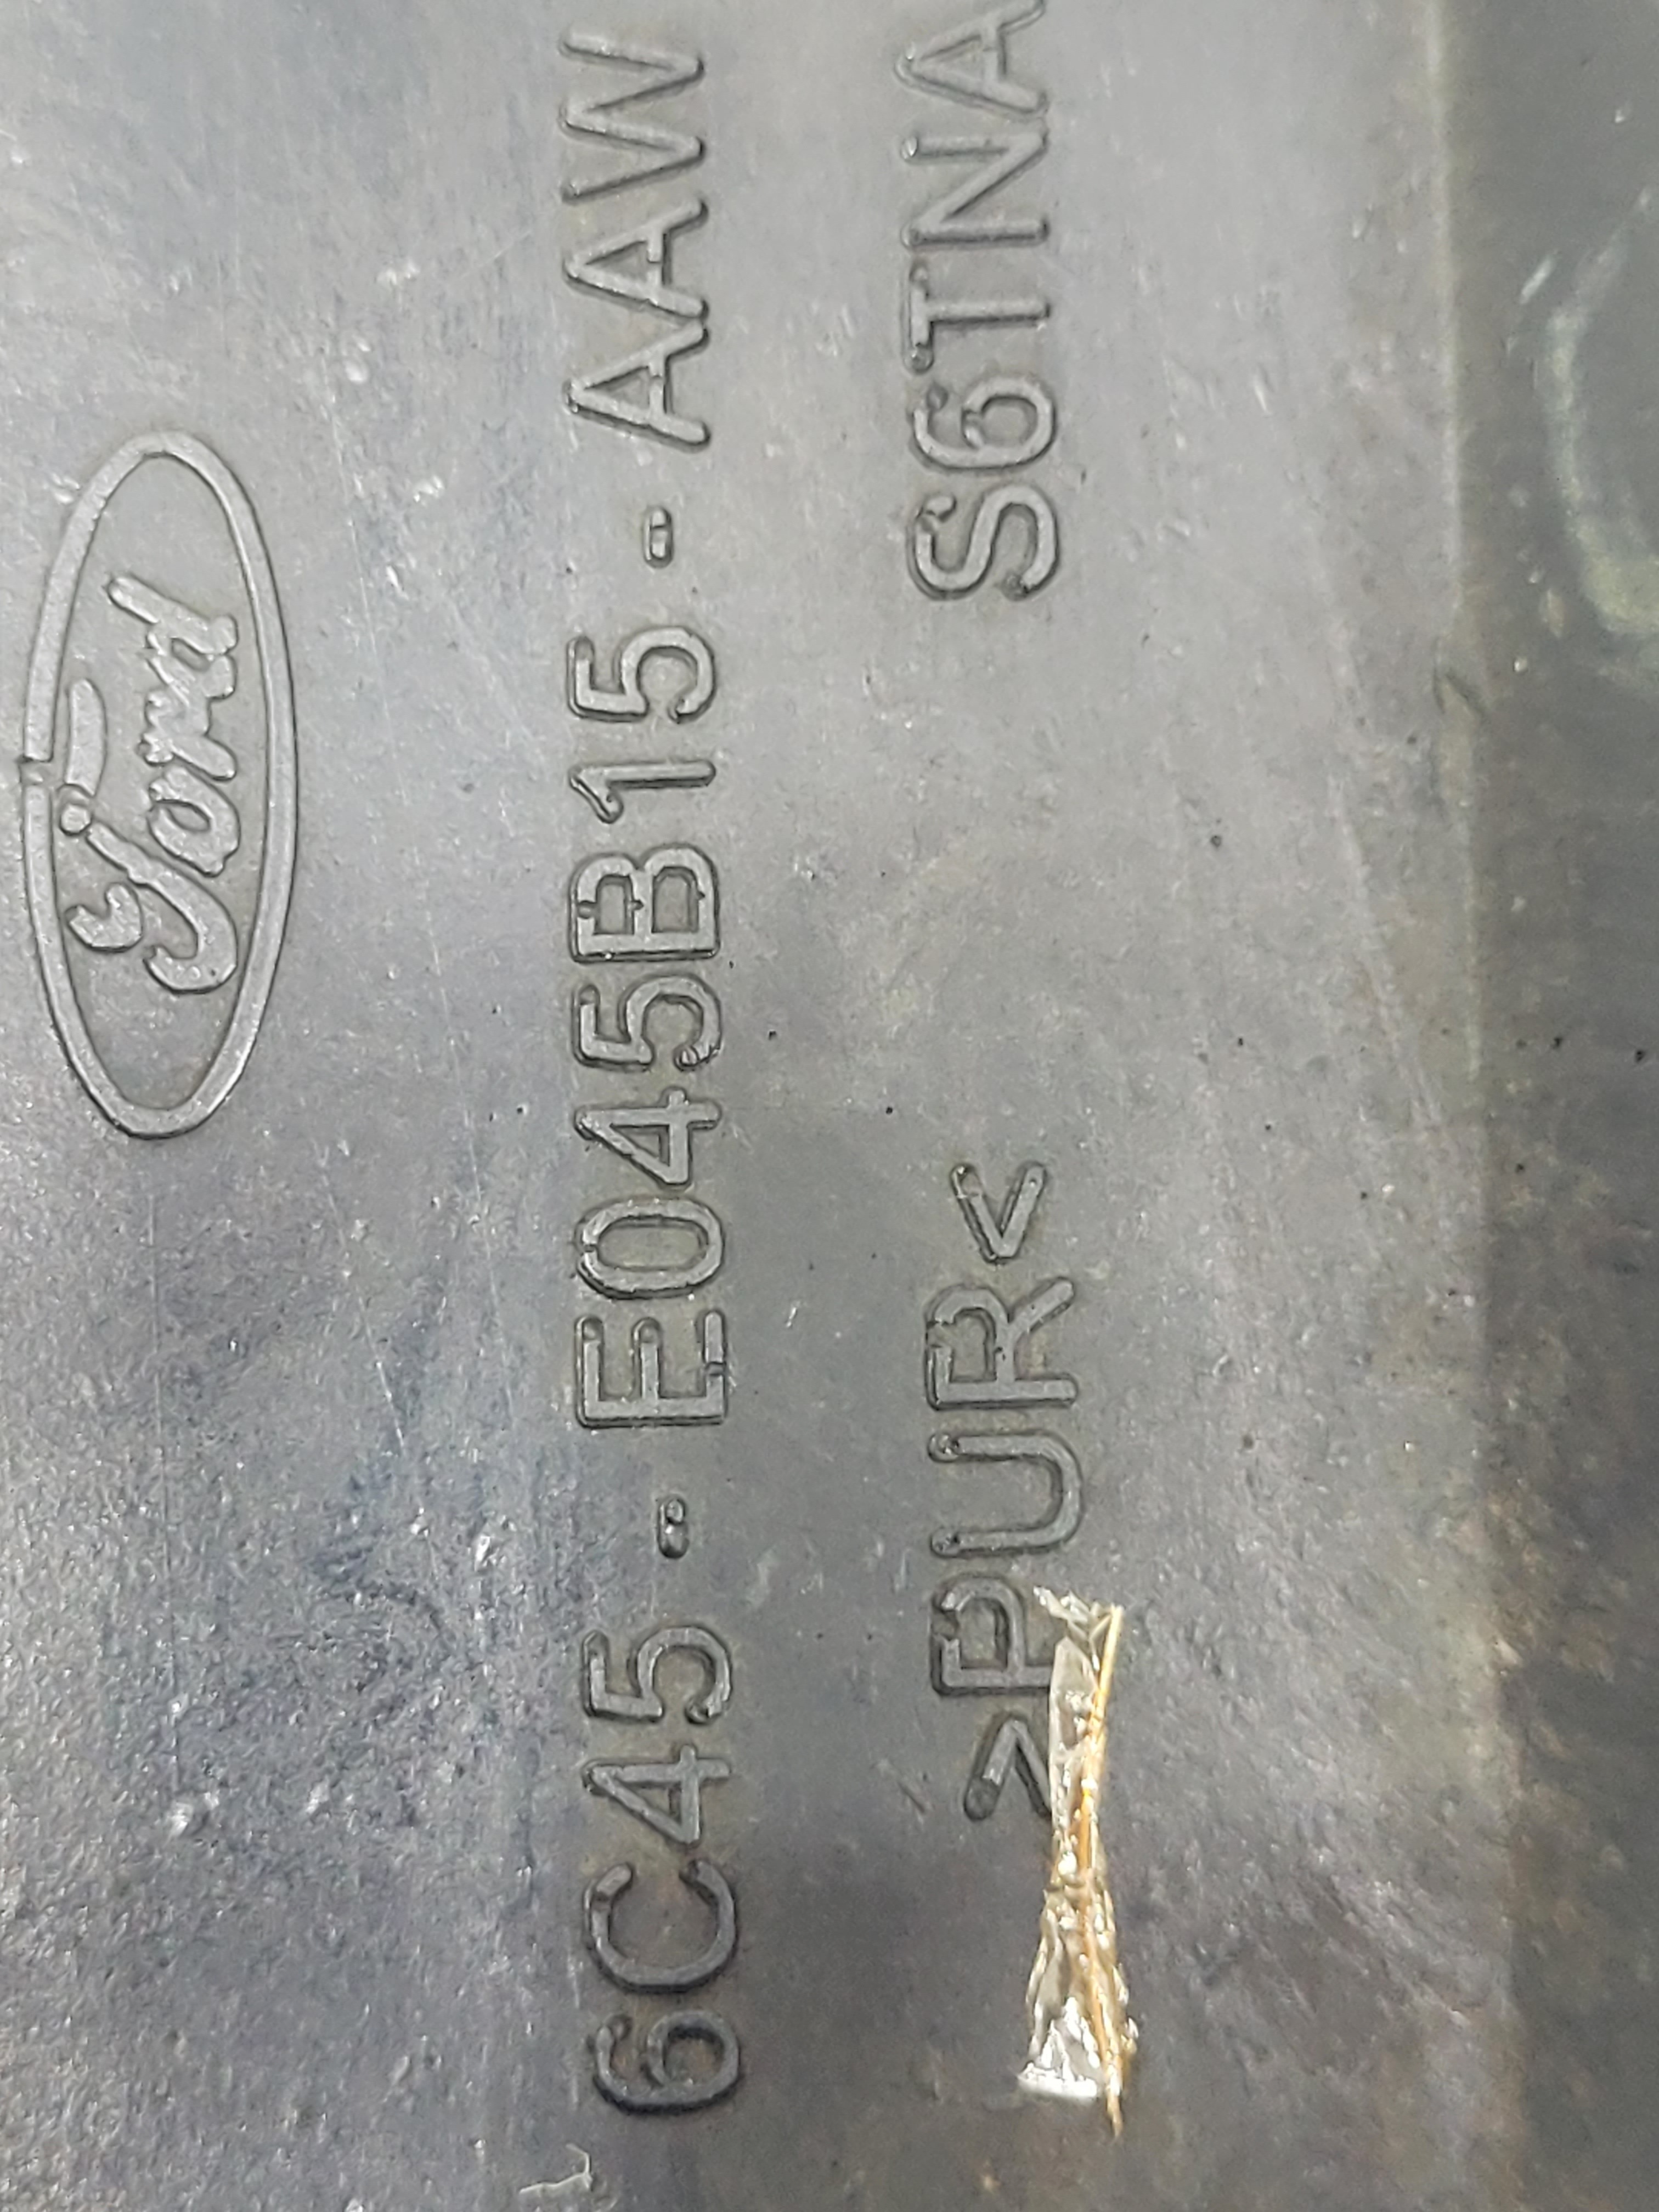 Ford
6C45 - E045B15 - AAW
>PUR< S6TNA